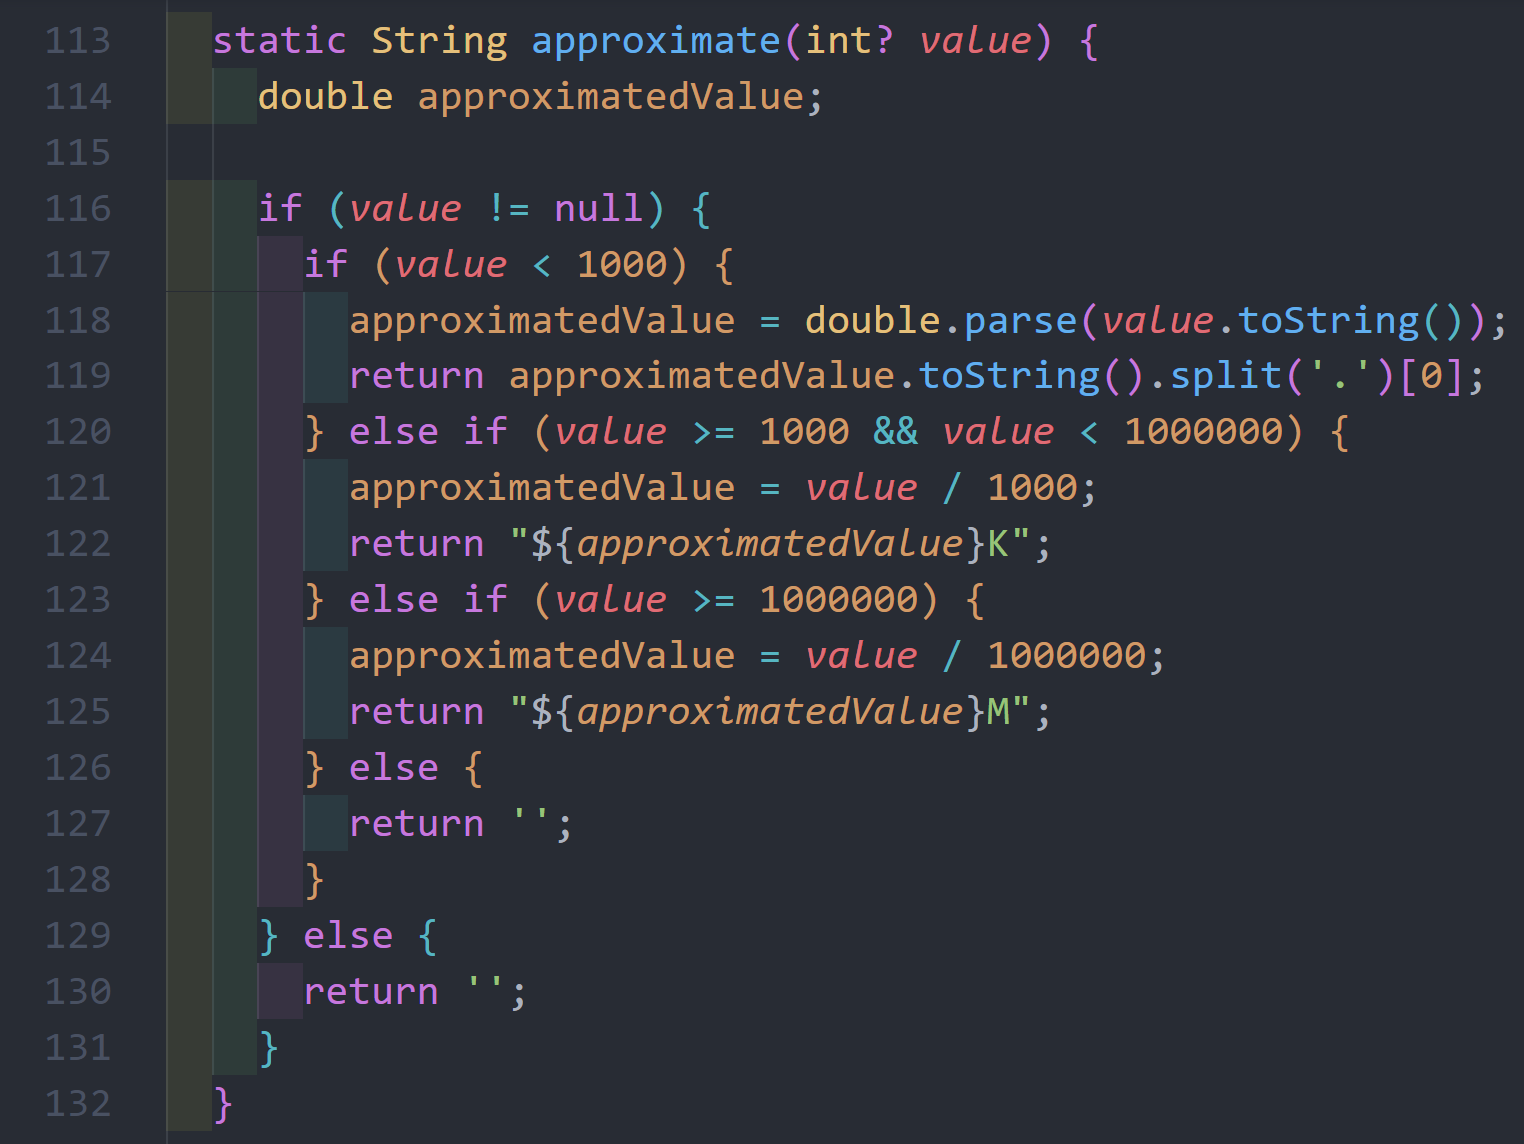 113 static String approximate(int? value) {
114 double approximatedValue;
115
116 if (value != null) {
117 if (value < 1000) {
118 approximatedValue = double.parse(value.toString());
119 return approximatedValue.toString().split('.')[0];
120 } else if (value >= 1000 && value < 1000000) {
121 approximatedValue = value / 1000;
122 return "${approximatedValue}K";
123 } else if (value >= 1000000) {
124 approximatedValue = value / 1000000;
125 return "${approximatedValue}M";
126 } else {
127 return '';
128 }
129 } else {
130 return '';
131 }
132 }